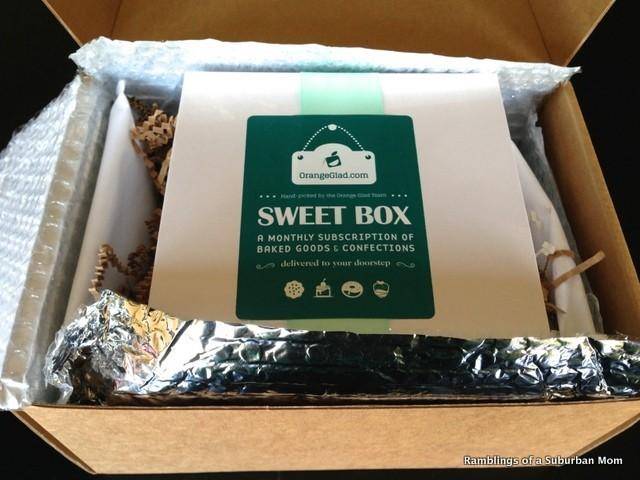 OrangeGlad.com
Hand-picked by the Orange Glad Team
SWEET BOX
A MONTHLY SUBSCRIPTION OF
BAKED GOODS & CONFECTIONS
delivered to your doorstep
Ramblings of a Suburban Mom